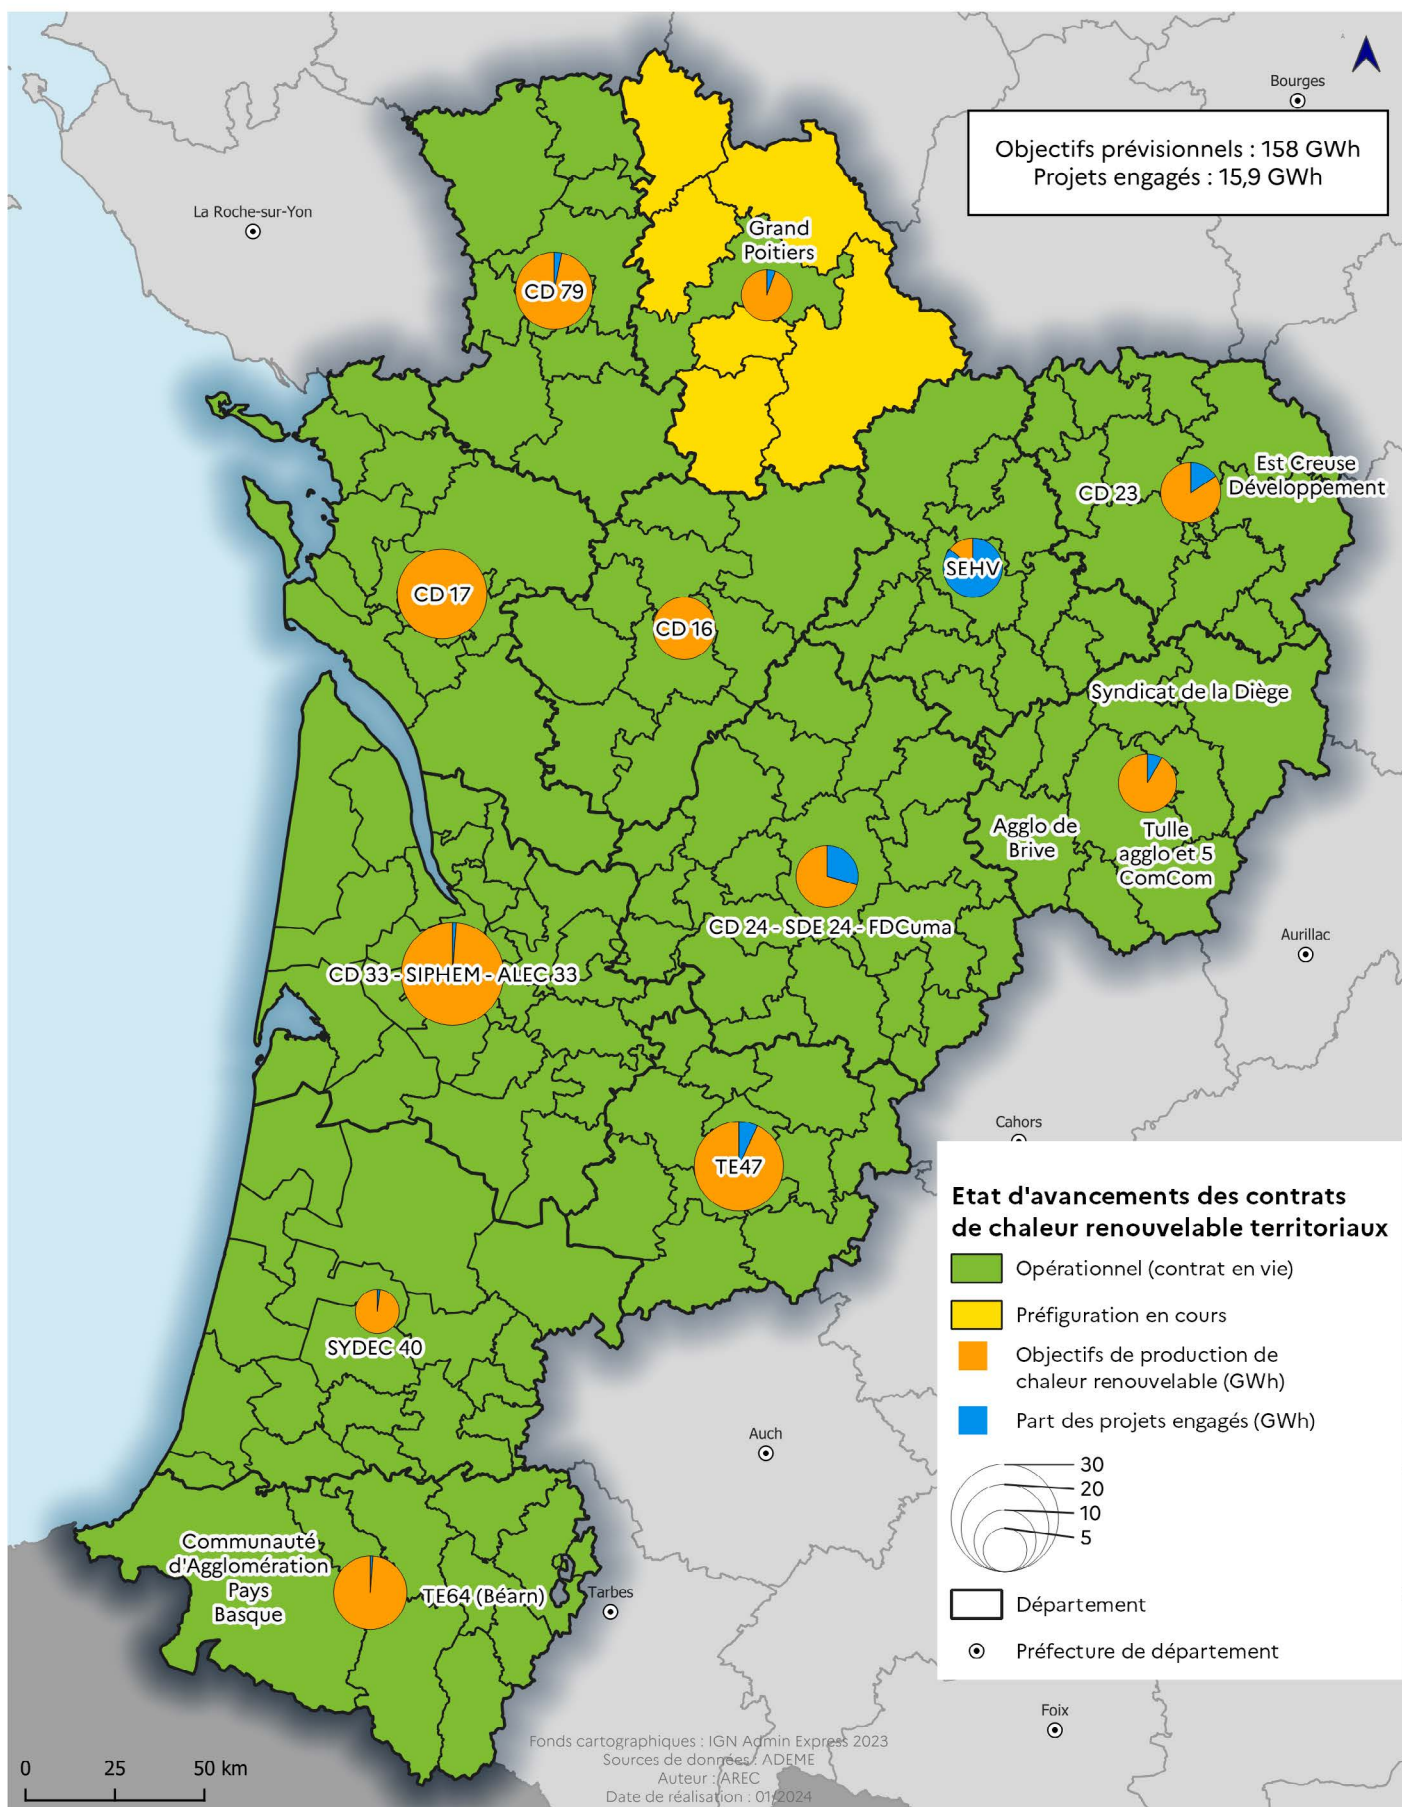 Bourges
Objectifs prévisionnels : 158 GWh
Projets engagés : 15,9 GWh
La Roche-sur-Yon
Grand
Poitiers
CD 79
Est Creuse
Développement
CD 23
SEHV
CD 17
CD 16
Syndicat de la Diège
Agglo de
Brive
Tulle
agglo et 5
ComCom
CD 24 - SDE 24 - FDCuma
Aurillac
CD 33 - SIPHEM - ALEC 33
Cahors
TE47
Etat d'avancements des contrats
de chaleur renouvelable territoriaux
Opérationnel (contrat en vie)
Préfiguration en cours
Objectifs de production de
chaleur renouvelable (GWh)
Part des projets engagés (GWh)
30
20
10
5
Département
Préfecture de département
SYDEC 40
Auch
Communauté
d'Agglomération
Pays
Basque
TE64 (Béarn)
Tarbes
Foix
0 25 50 km
Fonds cartographiques : IGN Admin Express 2023
Sources de données : ADEME
Auteur : AREC
Date de réalisation : 01/2024